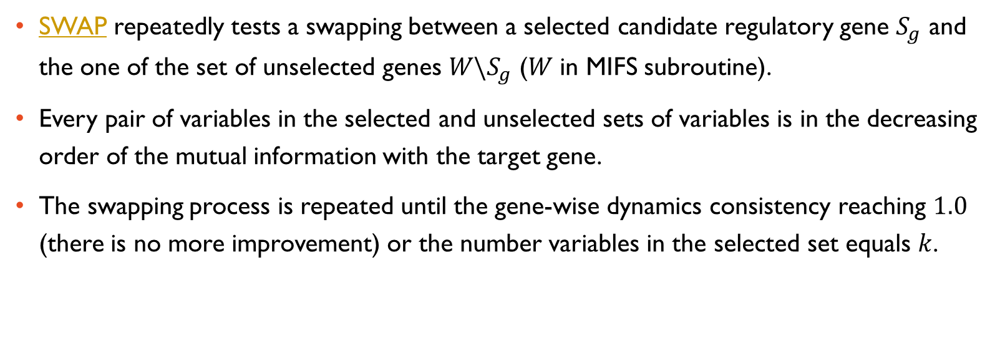 • SWAP repeatedly tests a swapping between a selected candidate regulatory gene S_g and
the one of the set of unselected genes W\S_g (W in MIFS subroutine).
• Every pair of variables in the selected and unselected sets of variables is in the decreasing
order of the mutual information with the target gene.
• The swapping process is repeated until the gene-wise dynamics consistency reaching 1.0
(there is no more improvement) or the number variables in the selected set equals k.